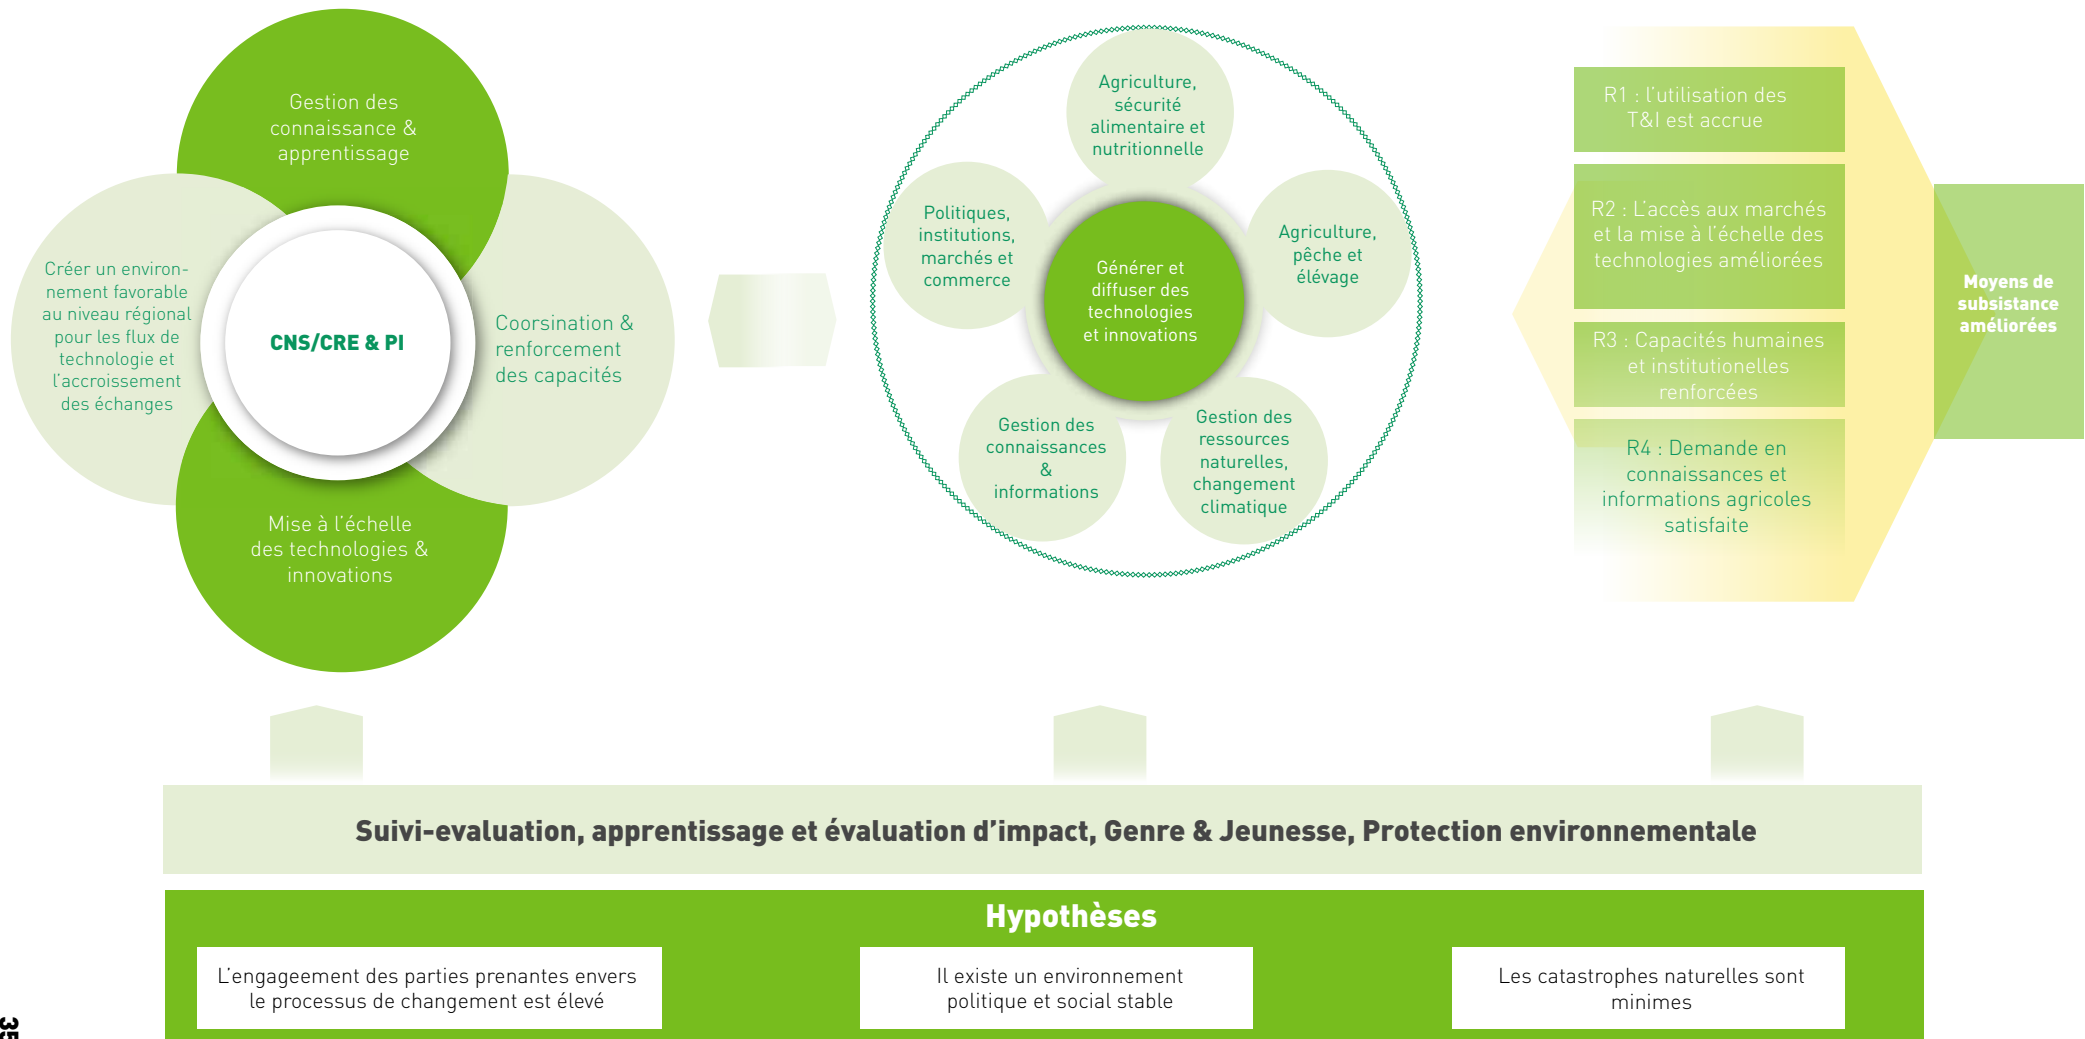 Gestion des
connaissance &
apprentissage
Créer un environ-
nement favorable
au niveau régional
pour les flux de
technologie et
l'accroissement
des échanges
CNS/CRE & PI
Coorsination &
renforcement
des capacités
Mise à l'échelle
des technologies &
innovations
Agriculture,
sécurité
alimentaire et
nutritionnelle
Politiques,
institutions,
marchés et
commerce
Générer et
diffuser des
technologies
et innovations
Agriculture,
pêche et
élévage
Gestion des
connaissances
&
informations
Gestion des
ressources
naturelles,
changement
climatique
R1 : l'utilisation des
T&I est accrue
R2 : L'accès aux marchés
et la mise à l'échelle des
technologies améliorées
R3 : Capacités humaines
et institutionelles
renforcées
R4 : Demande en
connaissances et
informations agricoles
satisfaite
Moyens de
subsistance
améliorées
Suivi-evaluation, apprentissage et évaluation d'impact, Genre & Jeunesse, Protection environnementale
Hypothèses
L'engageement des parties prenantes envers
le processus de changement est élevé
Il existe un environnement
politique et social stable
Les catastrophes naturelles sont
minimes
35